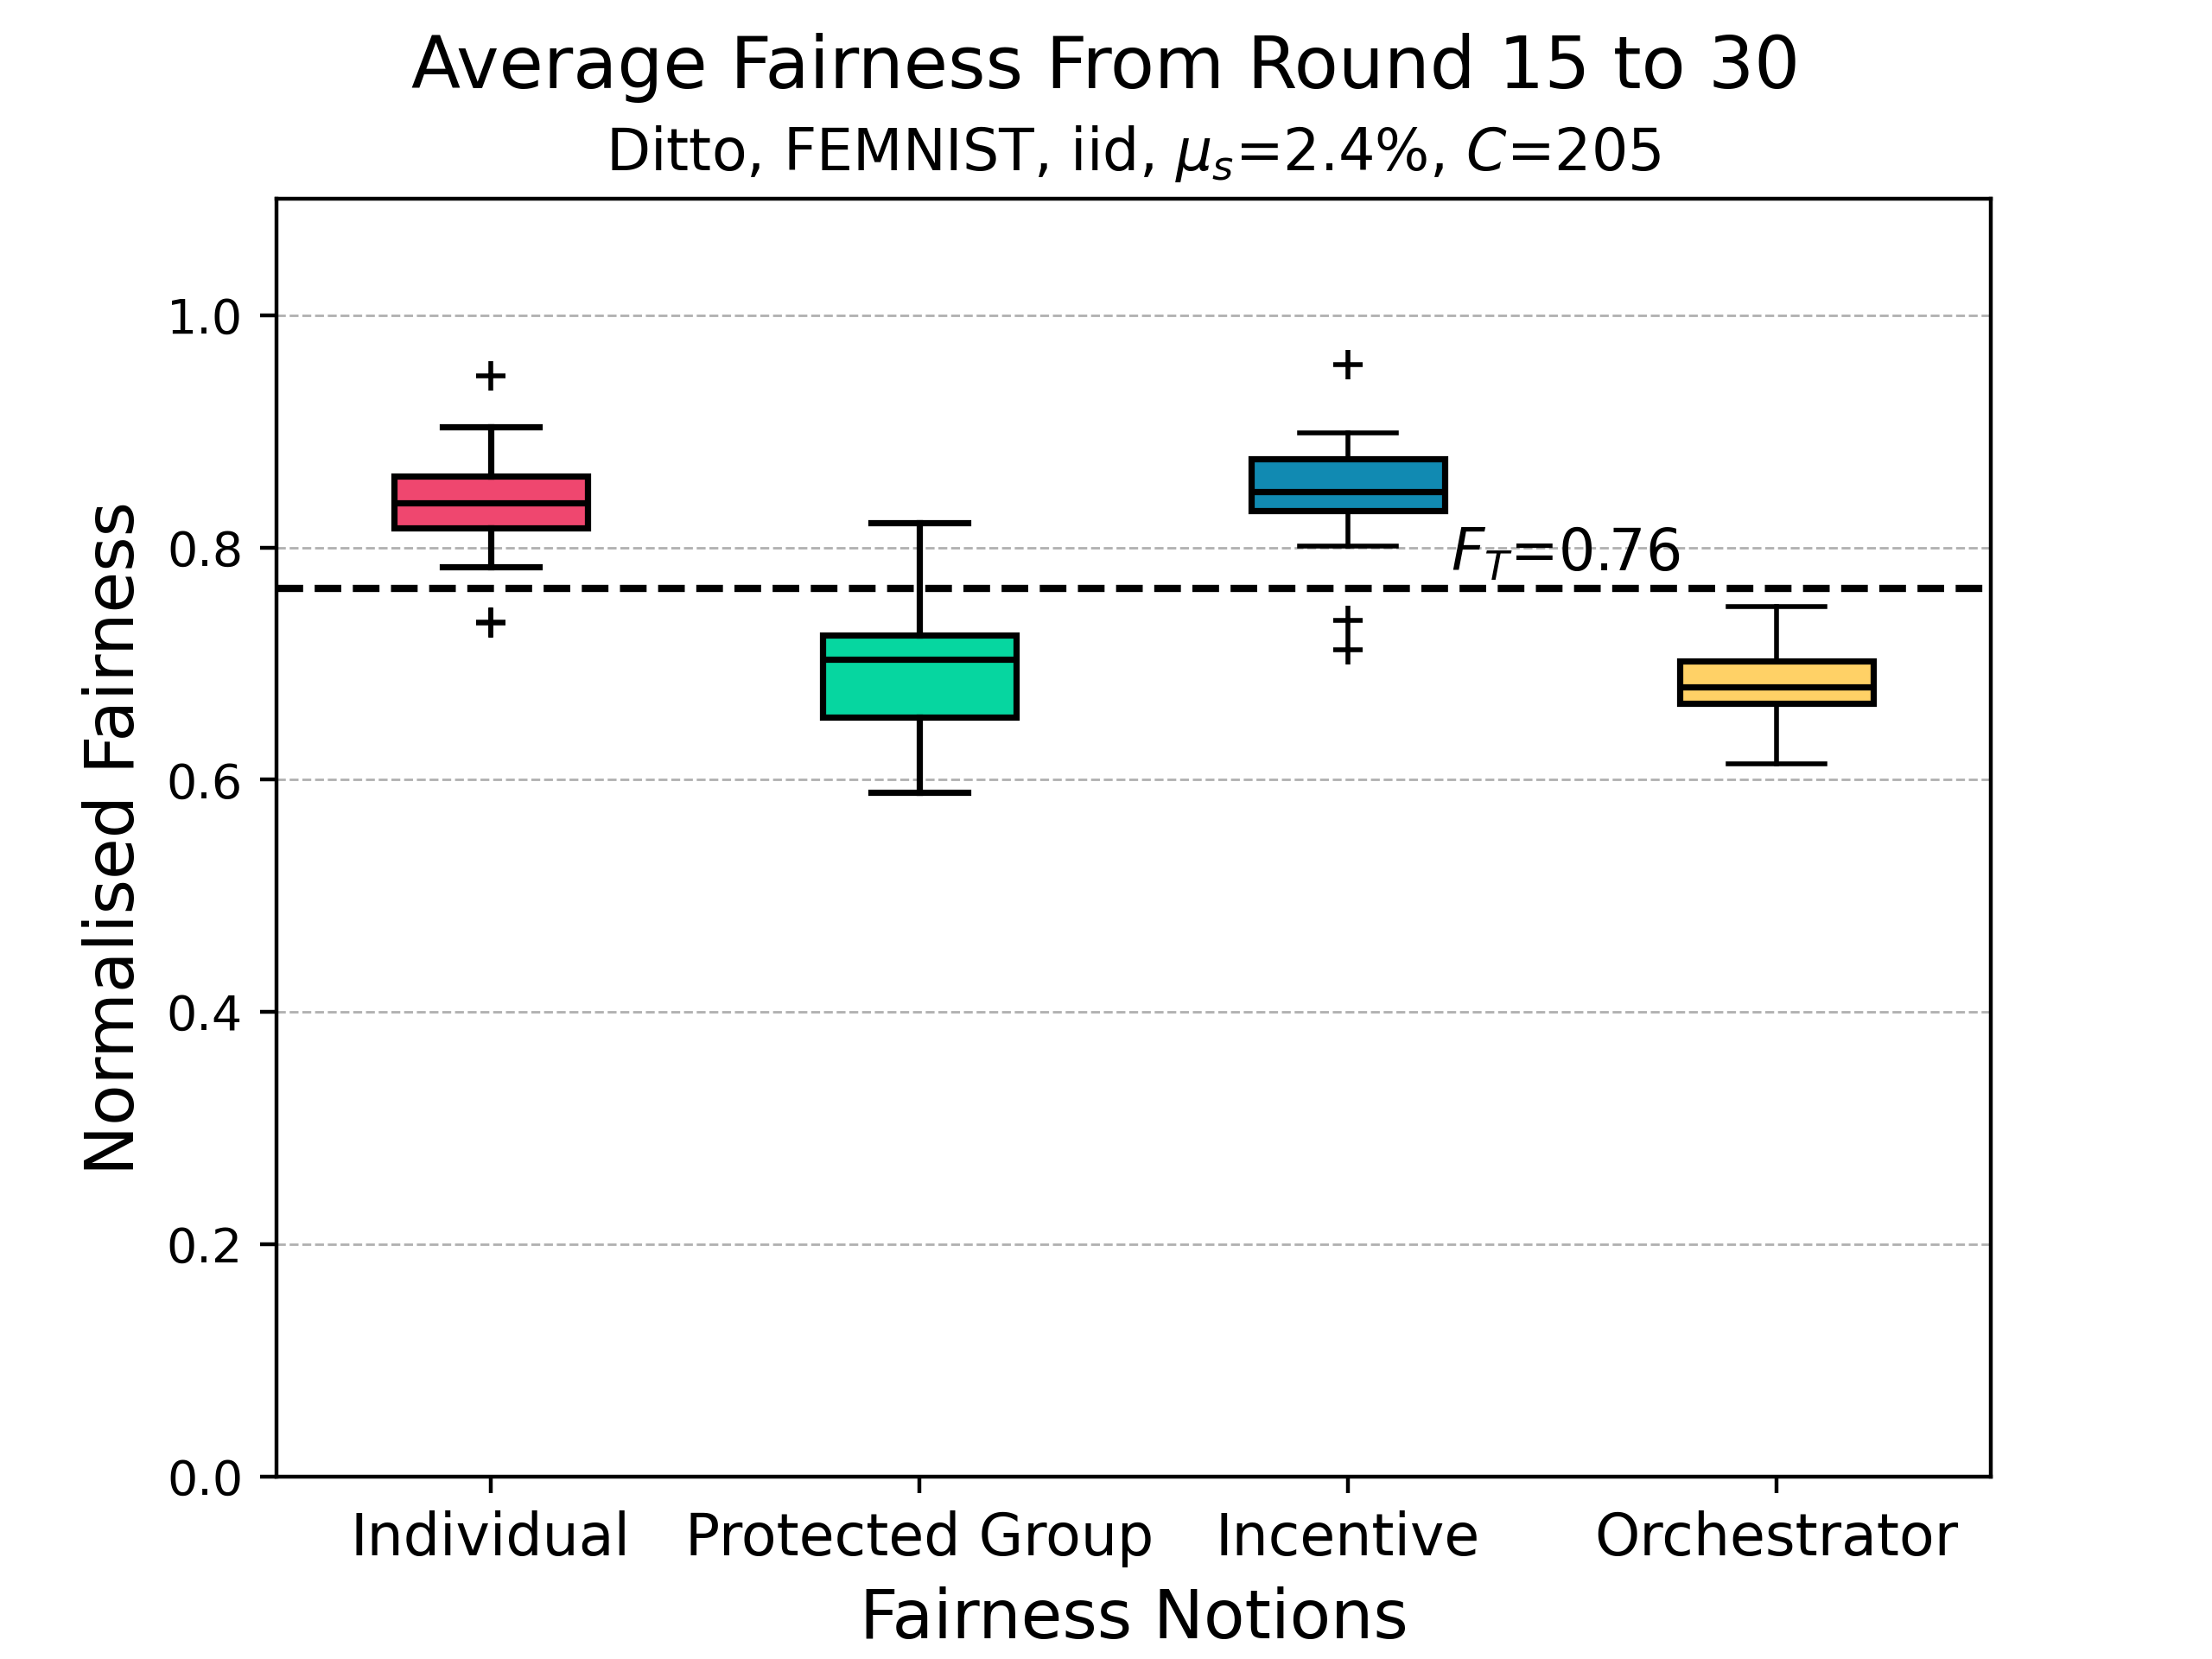 Average Fairness From Round 15 to 30
Ditto, FEMNIST, iid, μₛ=2.4%, C=205
Normalised Fairness
1.0
0.8
0.6
0.4
0.2
0.0
F_T=0.76
Individual Protected Group Incentive Orchestrator
Fairness Notions